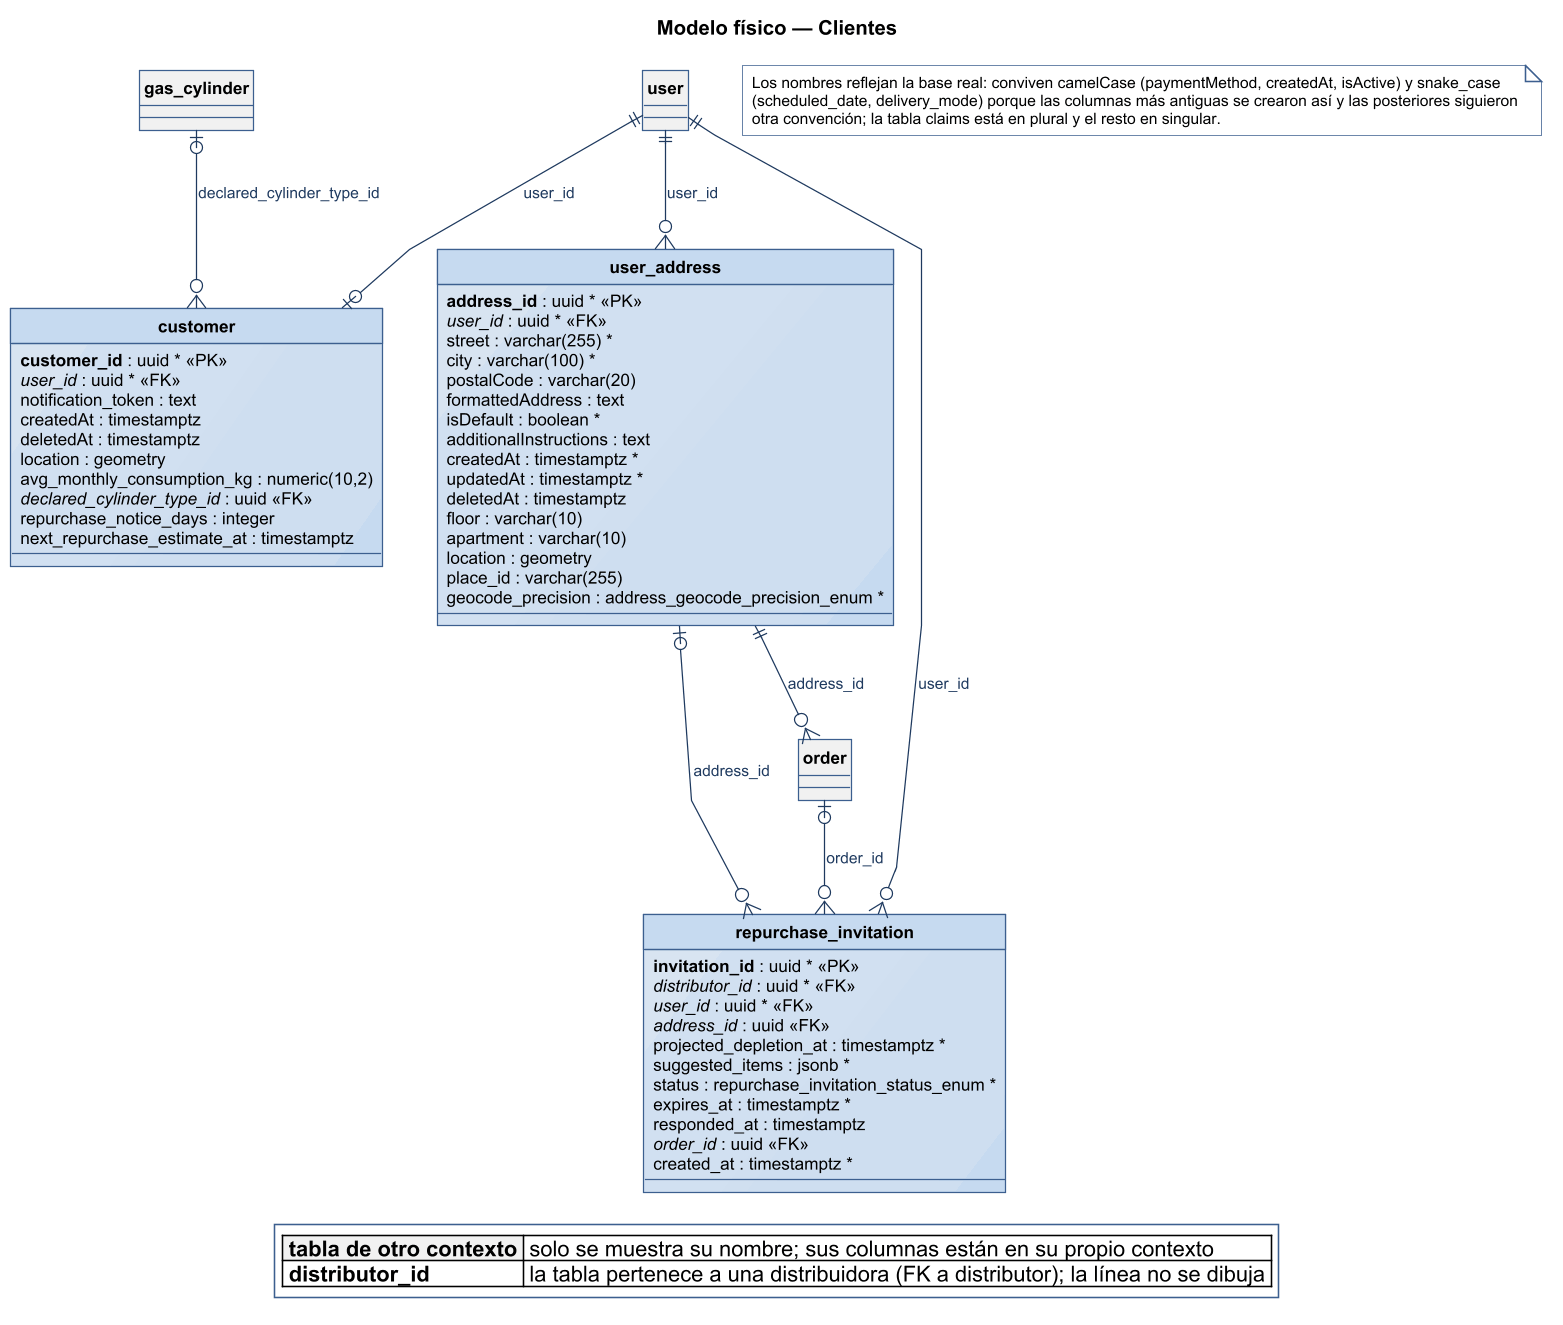 Modelo físico — Clientes
gas_cylinder
user
Los nombres reflejan la base real: conviven camelCase (paymentMethod, createdAt, isActive) y snake_case
(scheduled_date, delivery_mode) porque las columnas más antiguas se crearon así y las posteriores siguieron
otra convención; la tabla claims está en plural y el resto en singular.
declared_cylinder_type_id
user_id
user_id
user_address
address_id : uuid * «PK»
user_id : uuid * «FK»
street : varchar(255) *
city : varchar(100) *
postalCode : varchar(20)
formattedAddress : text
isDefault : boolean *
additionalInstructions : text
createdAt : timestamptz *
updatedAt : timestamptz *
deletedAt : timestamptz
floor : varchar(10)
apartment : varchar(10)
location : geometry
place_id : varchar(255)
geocode_precision : address_geocode_precision_enum *
customer
customer_id : uuid * «PK»
user_id : uuid * «FK»
notification_token : text
createdAt : timestamptz
deletedAt : timestamptz
location : geometry
avg_monthly_consumption_kg : numeric(10,2)
declared_cylinder_type_id : uuid «FK»
repurchase_notice_days : integer
next_repurchase_estimate_at : timestamptz
address_id
user_id
order
address_id
order_id
repurchase_invitation
invitation_id : uuid * «PK»
distributor_id : uuid * «FK»
user_id : uuid * «FK»
address_id : uuid «FK»
projected_depletion_at : timestamptz *
suggested_items : jsonb *
status : repurchase_invitation_status_enum *
expires_at : timestamptz *
responded_at : timestamptz
order_id : uuid «FK»
created_at : timestamptz *
tabla de otro contexto solo se muestra su nombre; sus columnas están en su propio contexto
distributor_id la tabla pertenece a una distribuidora (FK a distributor); la línea no se dibuja